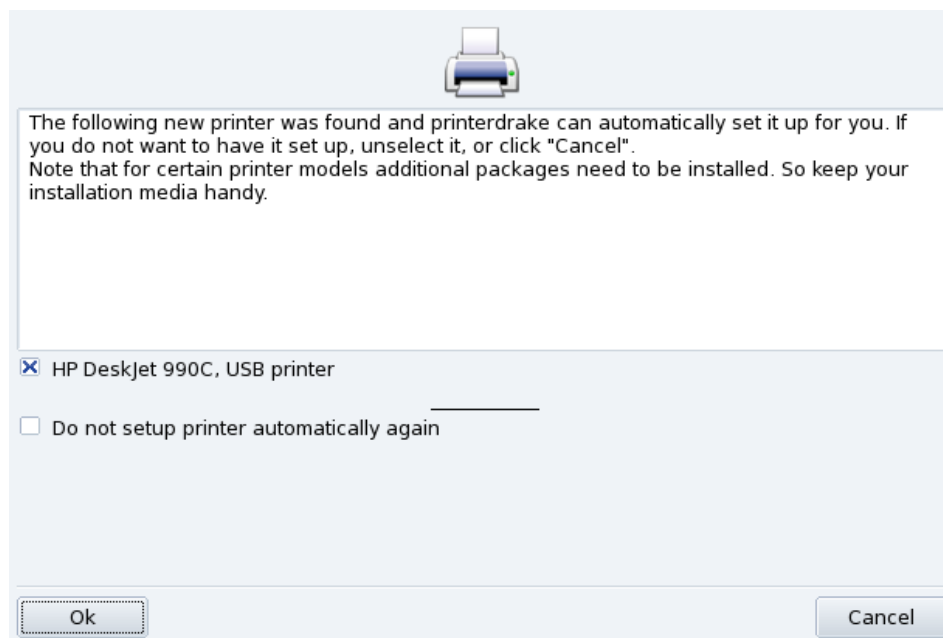 The following new printer was found and printerdrake can automatically set it up for you. If
you do not want to have it set up, unselect it, or click "Cancel".
Note that for certain printer models additional packages need to be installed. So keep your
installation media handy.
HP DeskJet 990C, USB printer
Do not setup printer automatically again
Ok
Cancel